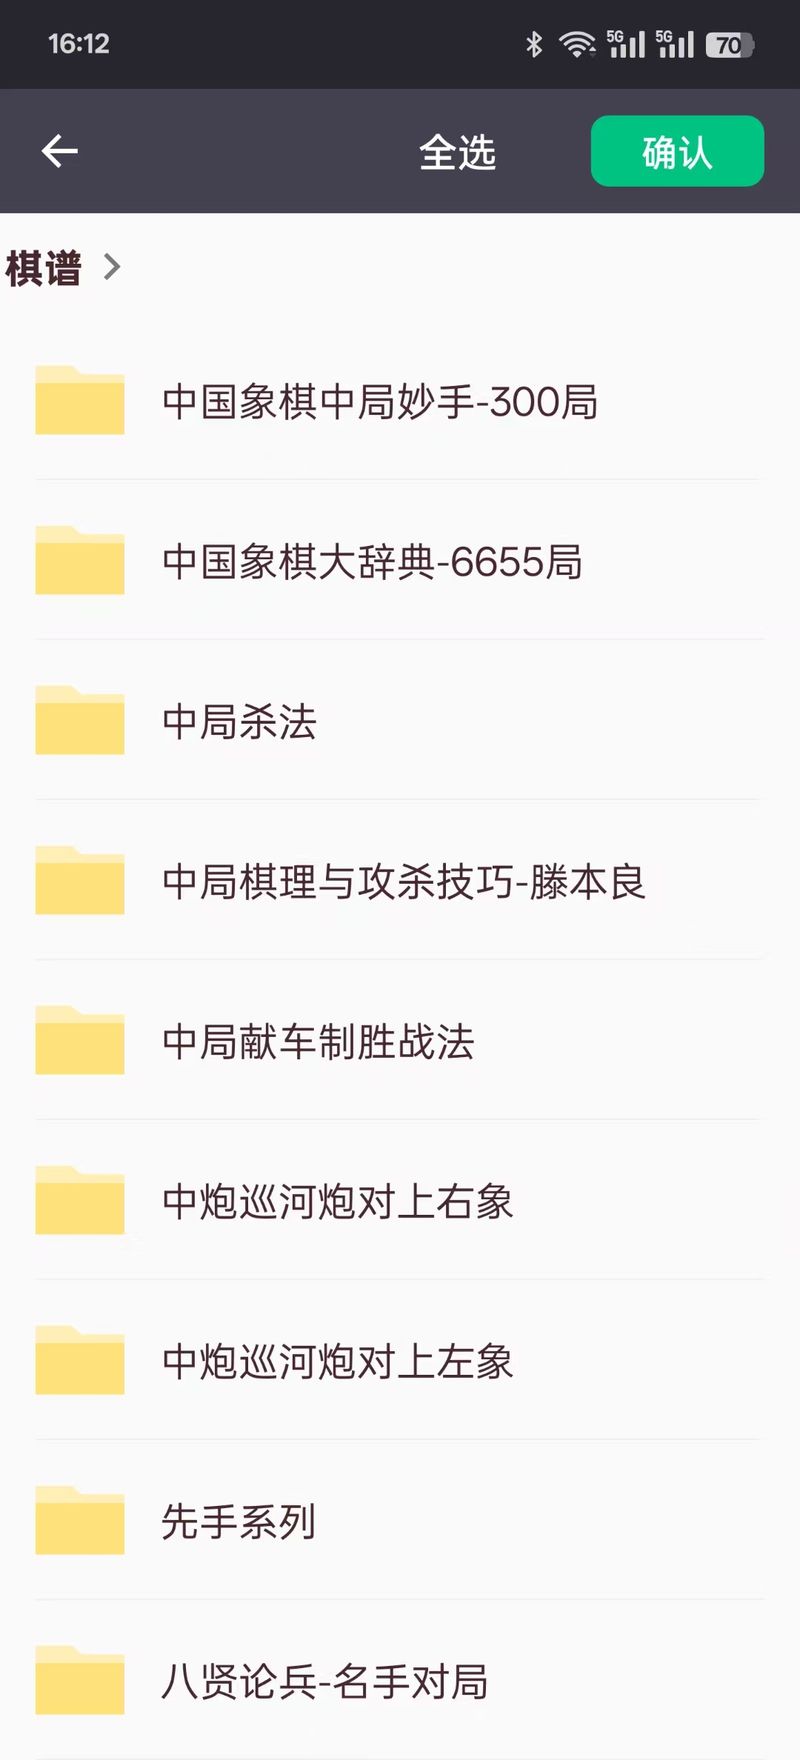 16:12
5G 5G 70
全选 确认
棋谱
中国象棋中局妙手-300局
中国象棋大辞典-6655局
中局杀法
中局棋理与攻杀技巧-滕本良
中局献车制胜战法
中炮巡河炮对上右象
中炮巡河炮对上左象
先手系列
八贤论兵-名手对局